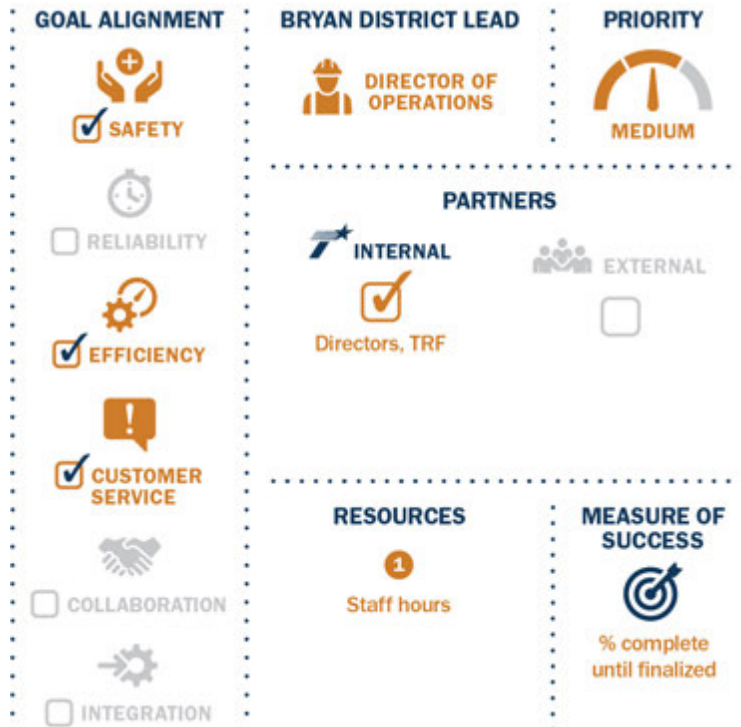 GOAL ALIGNMENT
SAFETY
RELIABILITY
EFFICIENCY
CUSTOMER
SERVICE
COLLABORATION
INTEGRATION
BRYAN DISTRICT LEAD
DIRECTOR OF
OPERATIONS
PRIORITY
MEDIUM
PARTNERS
INTERNAL
Directors, TRF
EXTERNAL
RESOURCES
1
Staff hours
MEASURE OF
SUCCESS
% complete
until finalized